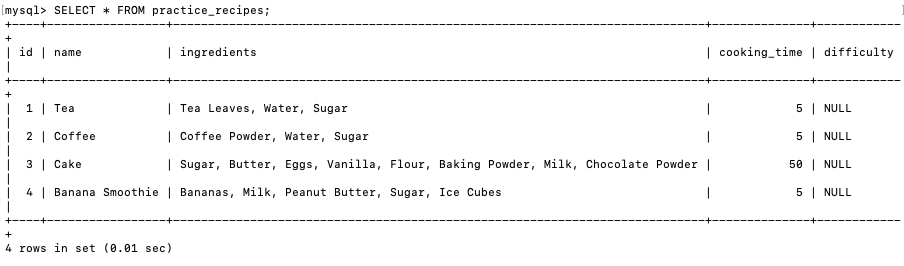 [mysql> SELECT * FROM practice_recipes; ]
+----+-----------------+---------------------------------------------------------------------------+--------------+------------
+
| id | name            | ingredients                                                               | cooking_time | difficulty
|
+----+-----------------+---------------------------------------------------------------------------+--------------+------------
+
|  1 | Tea             | Tea Leaves, Water, Sugar                                                  |            5 | NULL
|
|  2 | Coffee          | Coffee Powder, Water, Sugar                                               |            5 | NULL
|
|  3 | Cake            | Sugar, Butter, Eggs, Vanilla, Flour, Baking Powder, Milk, Chocolate Powder |           50 | NULL
|
|  4 | Banana Smoothie | Bananas, Milk, Peanut Butter, Sugar, Ice Cubes                            |            5 | NULL
|
+----+-----------------+---------------------------------------------------------------------------+--------------+------------
+
4 rows in set (0.01 sec)